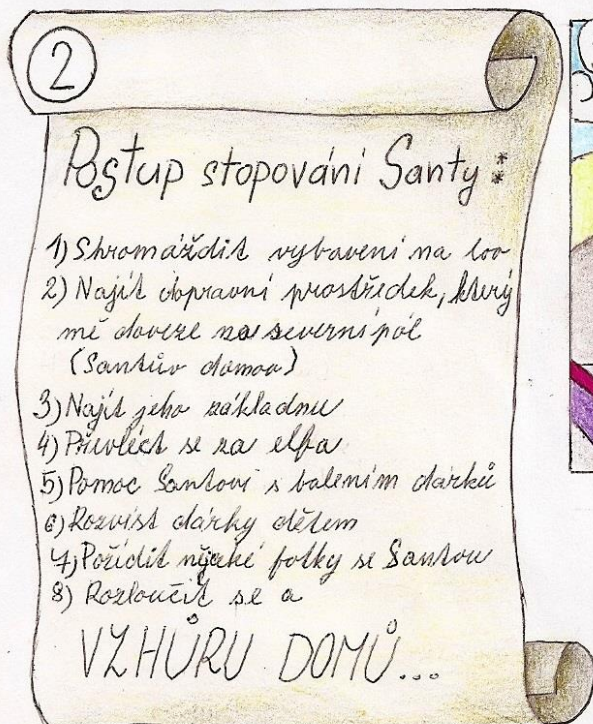 2
Postup stopování Santy:
1) Shromáždit vybavení na lov
2) Najít dopravní prostředek, který
mě doveze na severní pól
(Santův domov)
3) Najít jeho základnu
4) Převléct se za elfa
5) Pomoc Santovi s balením dárků
6) Rozvíst dárky dětem
7) Pořídit nějaké fotky se Santou
8) Rozloučit se a
VZHŮRU DOMŮ...